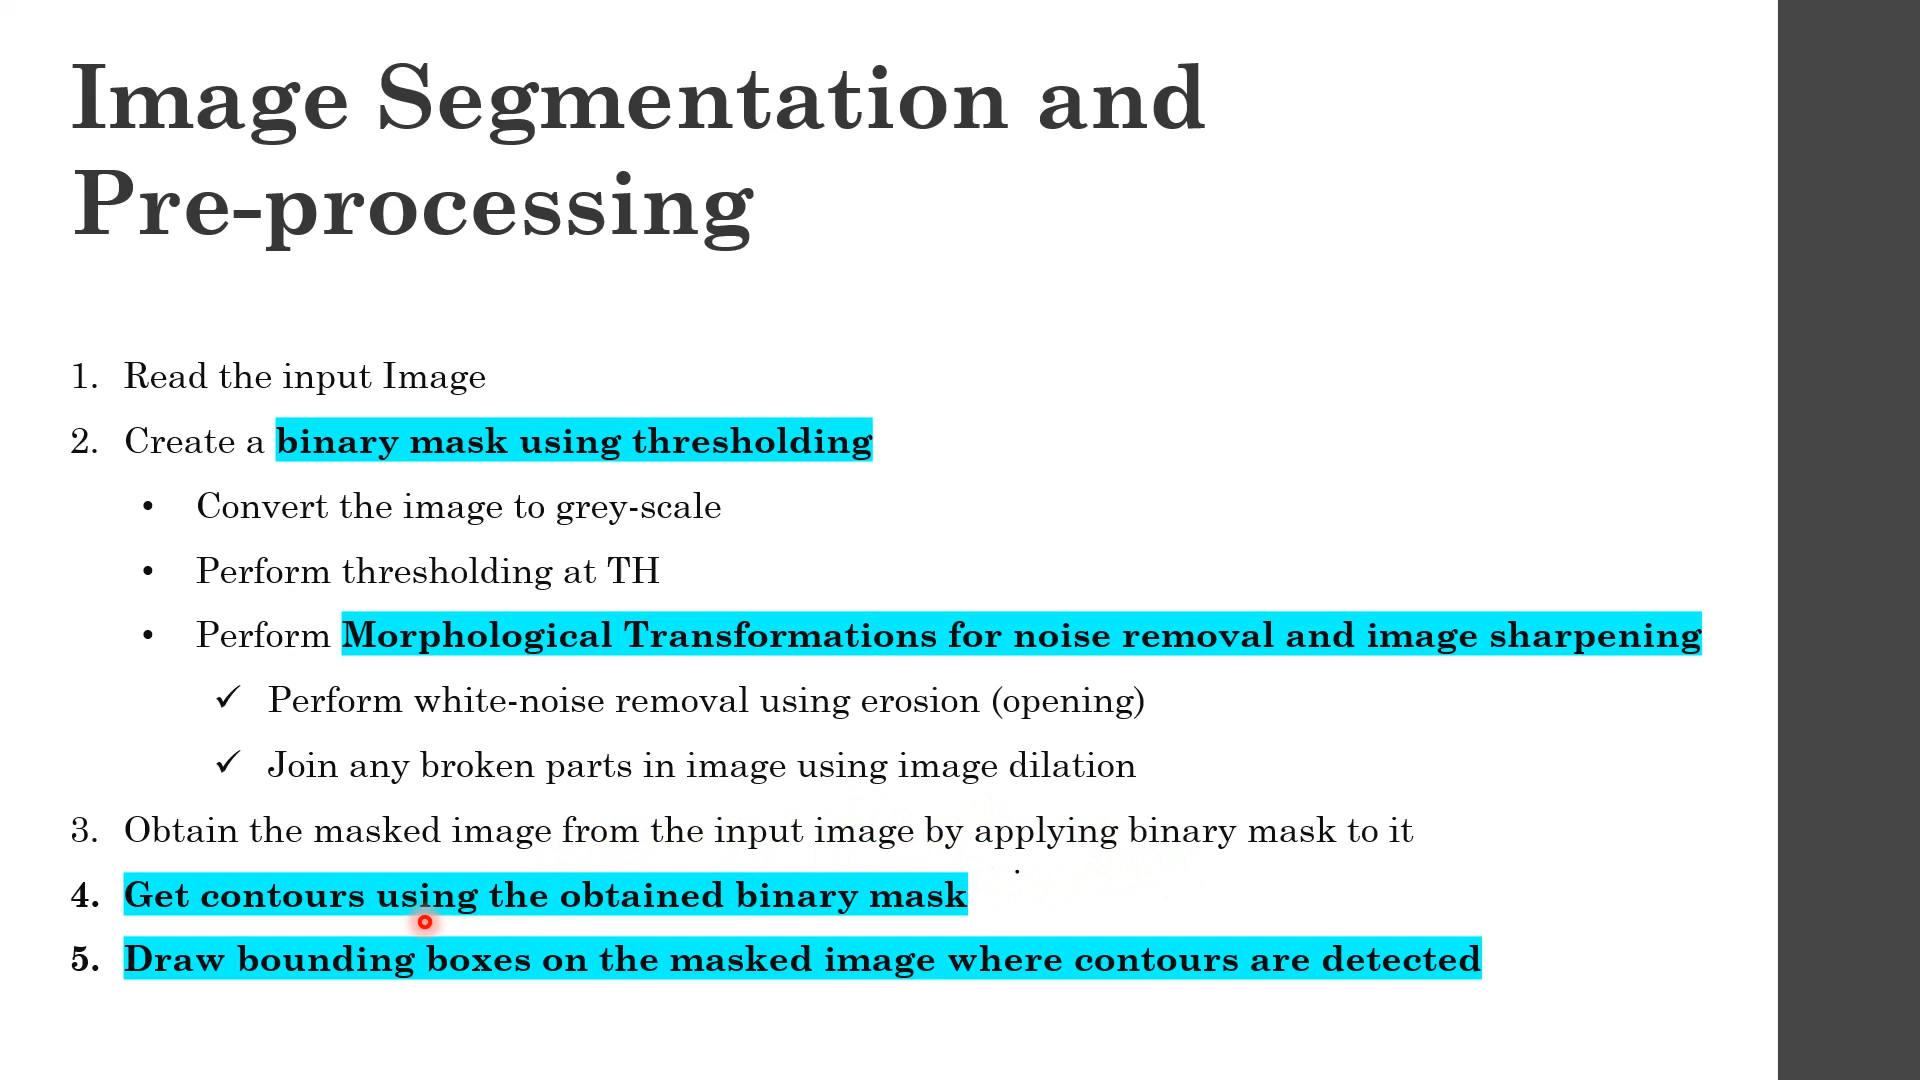 Image Segmentation and
Pre-processing
1. Read the input Image
2. Create a binary mask using thresholding
• Convert the image to grey-scale
• Perform thresholding at TH
• Perform Morphological Transformations for noise removal and image sharpening
✓ Perform white-noise removal using erosion (opening)
✓ Join any broken parts in image using image dilation
3. Obtain the masked image from the input image by applying binary mask to it
4. Get contours using the obtained binary mask
5. Draw bounding boxes on the masked image where contours are detected